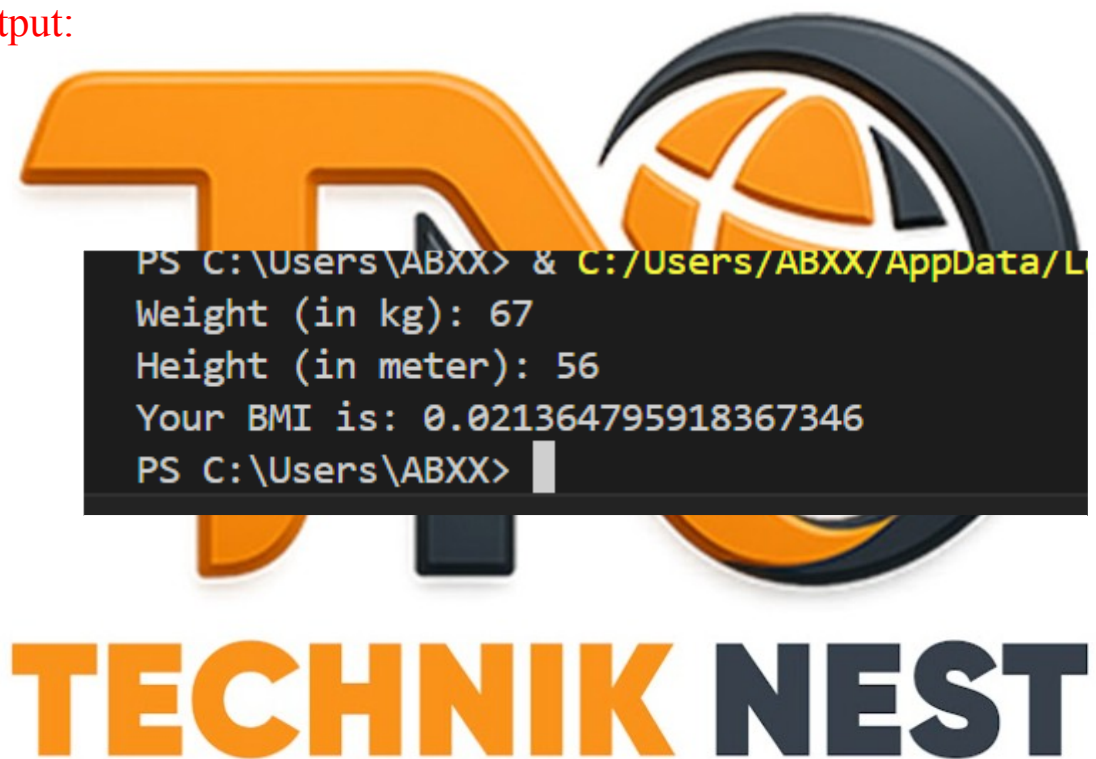 tput:
PS C:\Users\ABXX> & C:/Users/ABXX/AppData/L
Weight (in kg): 67
Height (in meter): 56
Your BMI is: 0.021364795918367346
PS C:\Users\ABXX>
TECHNIK NEST